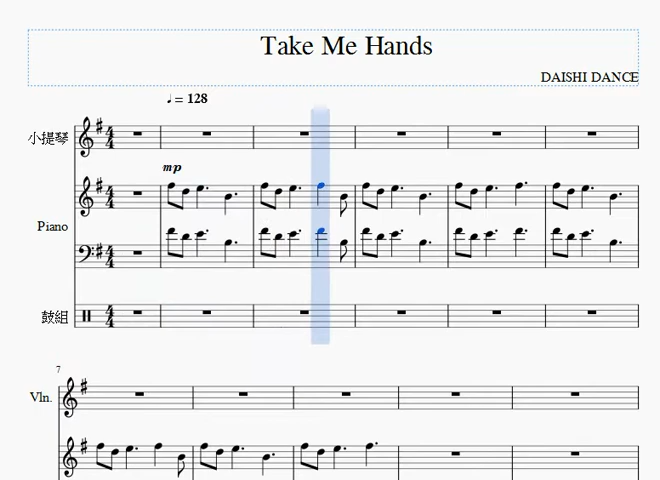 Take Me Hands
DAISHI DANCE
♩ = 128
小提琴
mp
Piano
鼓組
7
Vln.